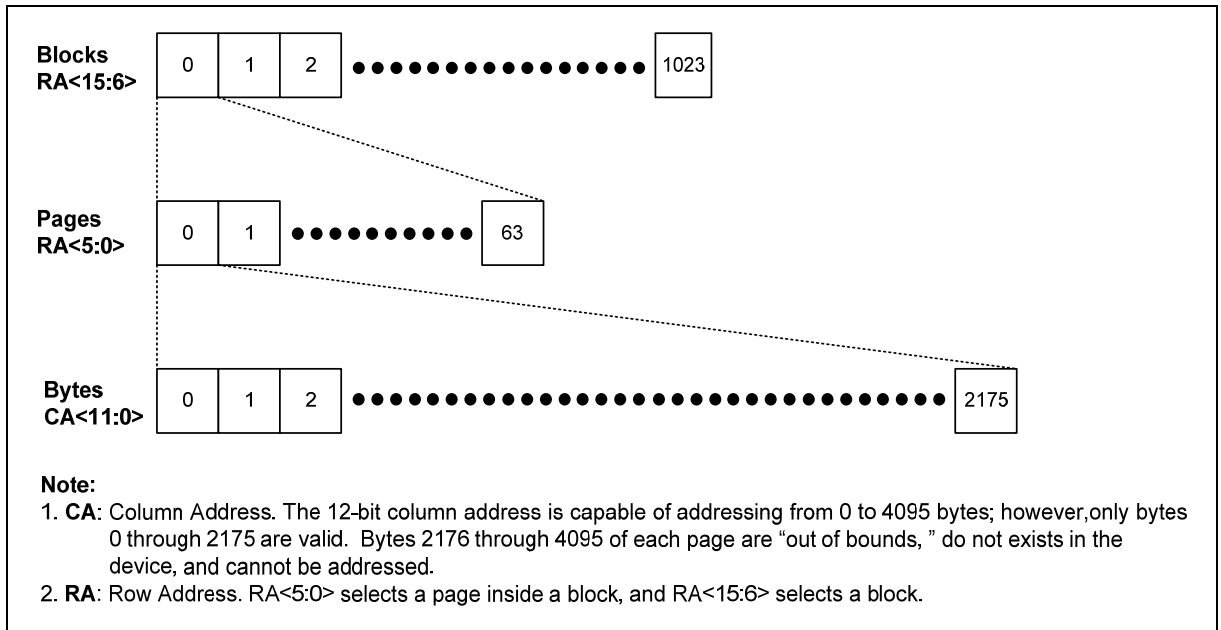 Blocks
RA<15:6>
0 1 2 1023
Pages
RA<5:0>
0 1 63
Bytes
CA<11:0>
0 1 2 2175
Note:
1. CA: Column Address. The 12-bit column address is capable of addressing from 0 to 4095 bytes; however,only bytes
0 through 2175 are valid. Bytes 2176 through 4095 of each page are “out of bounds, ” do not exists in the
device, and cannot be addressed.
2. RA: Row Address. RA<5:0> selects a page inside a block, and RA<15:6> selects a block.